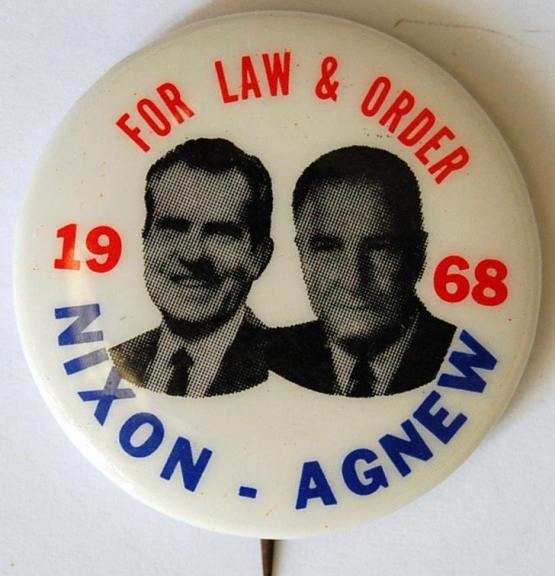 FOR LAW & ORDER
19 68
NIXON - AGNEW